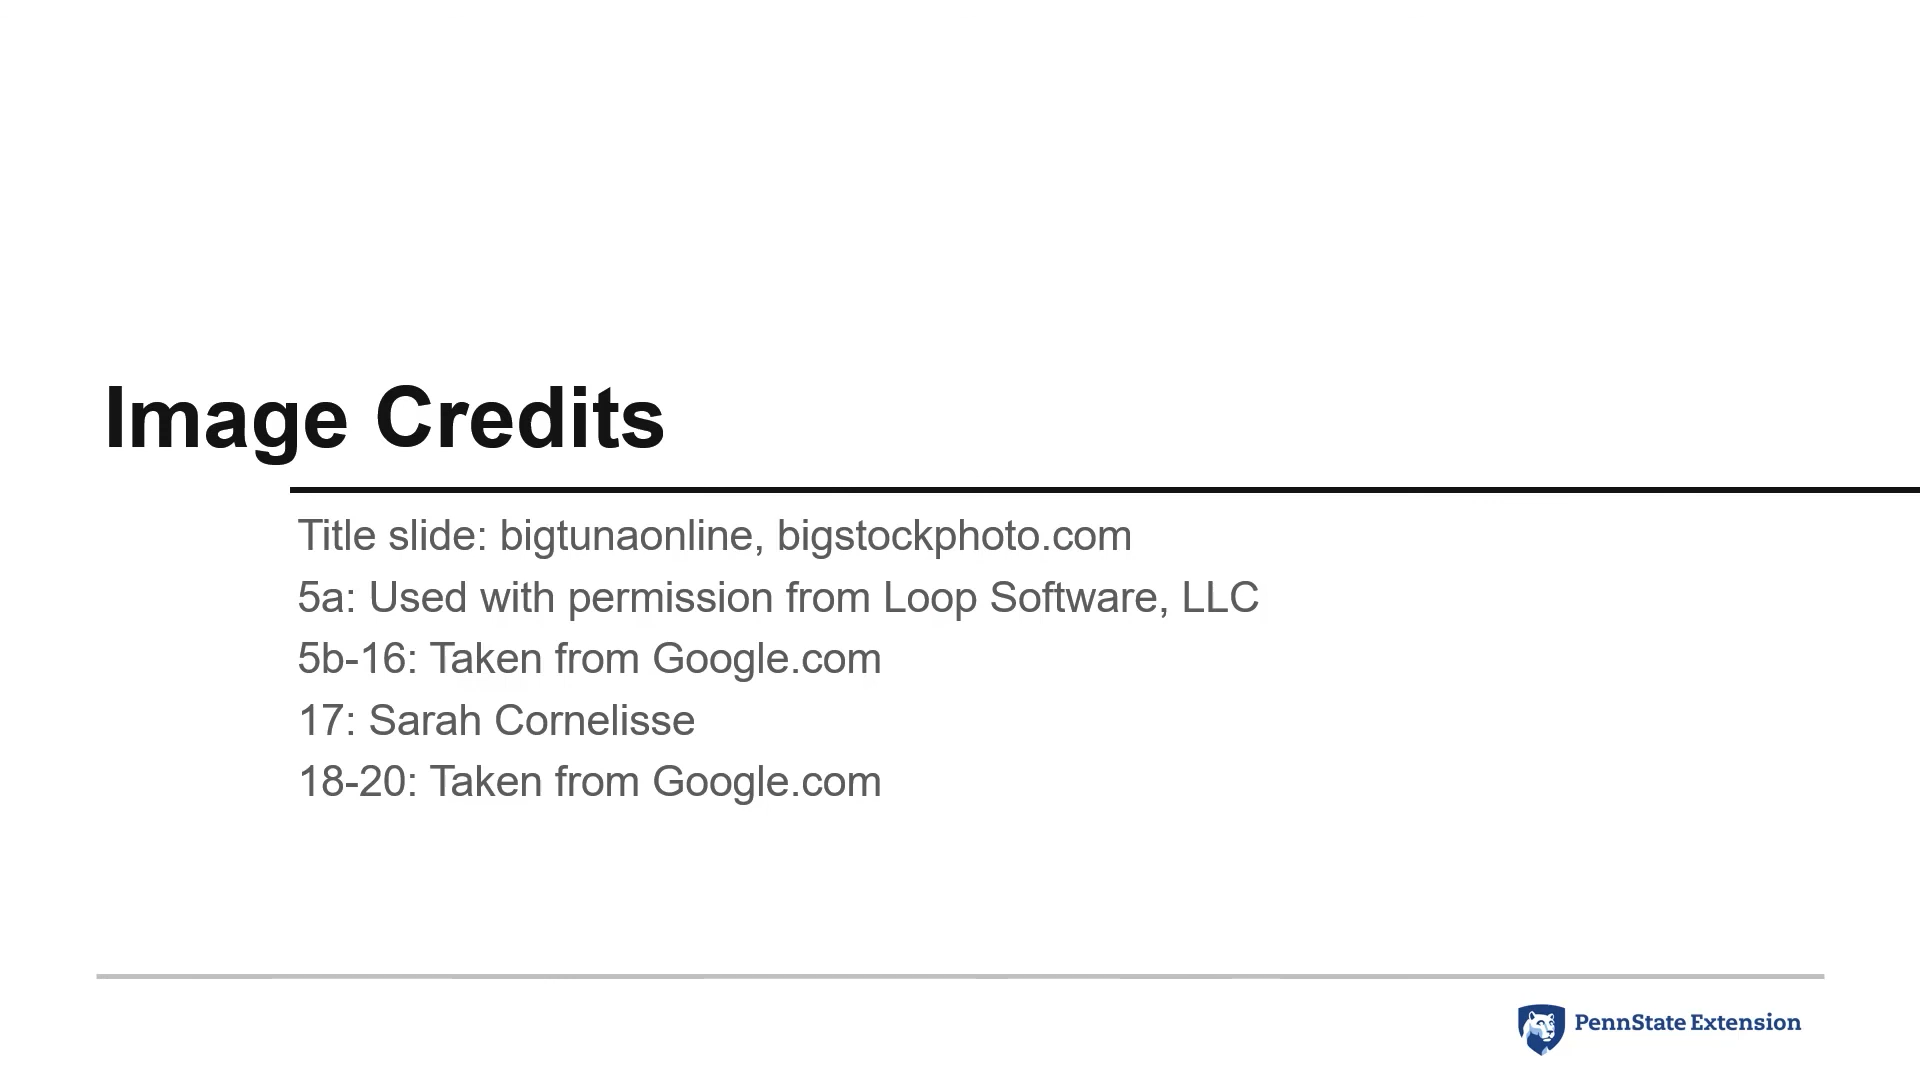 Image Credits
Title slide: bigtunaonline, bigstockphoto.com
5a: Used with permission from Loop Software, LLC
5b-16: Taken from Google.com
17: Sarah Cornelisse
18-20: Taken from Google.com
PennState Extension